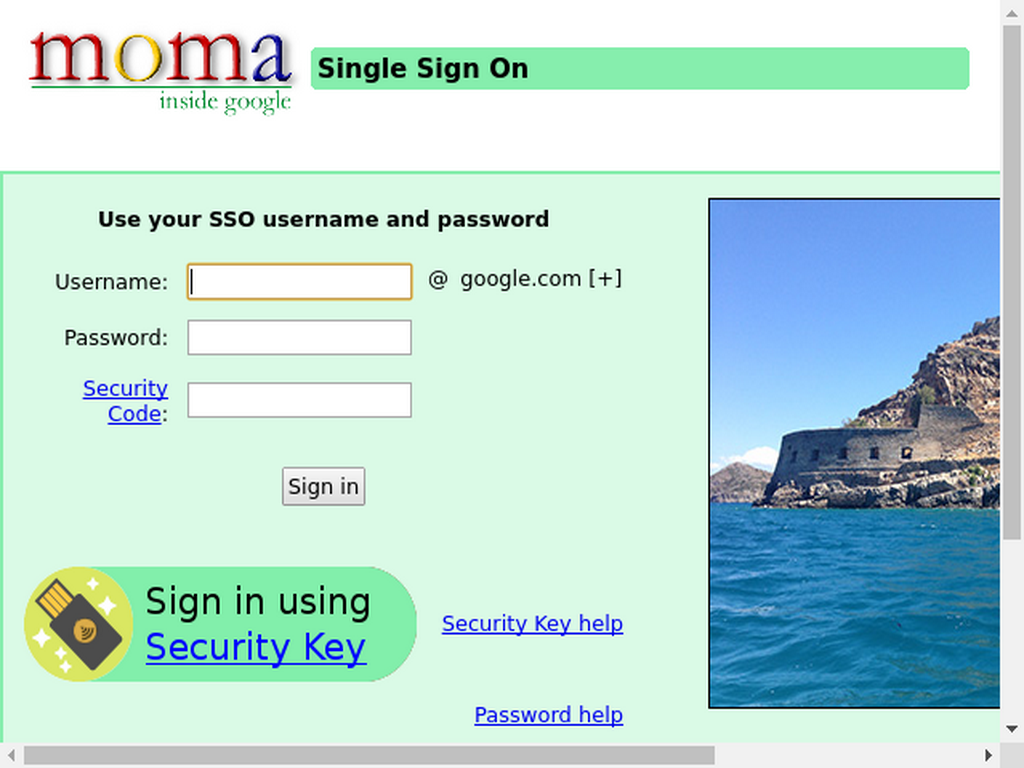 moma
inside google
Single Sign On
Use your SSO username and password
Username:
@ google.com [+]
Password:
Security
Code:
Sign in
Sign in using
Security Key
Security Key help
Password help